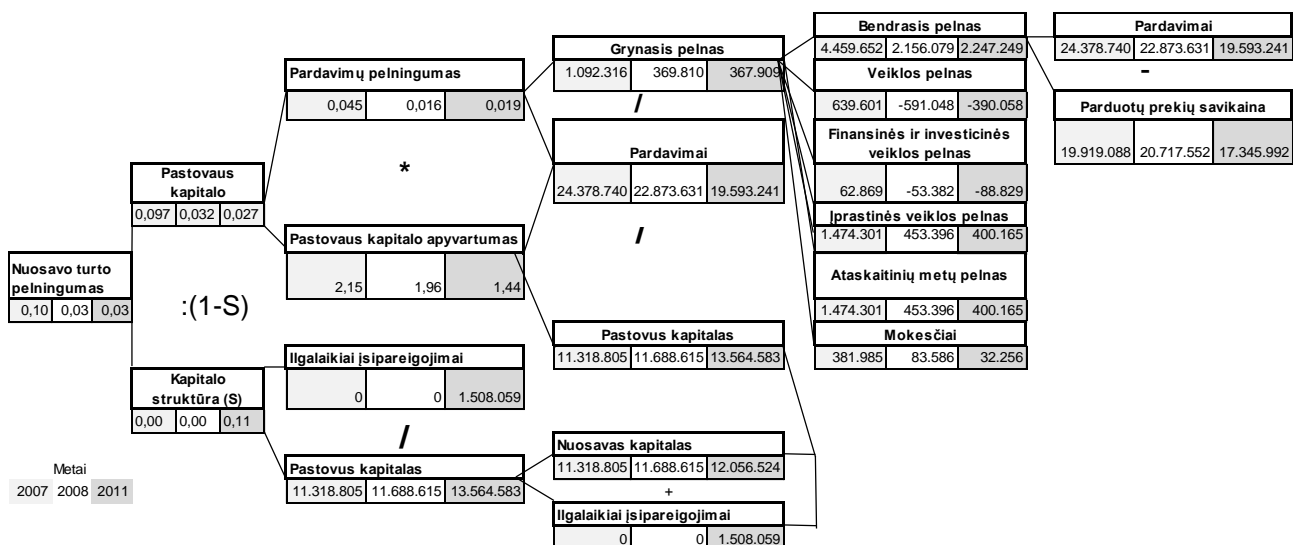 Bendrasis pelnas
4.459.652 2.156.079 2.247.249
Pardavimai
24.378.740 22.873.631 19.593.241
-
Parduotų prekių savikaina
19.919.088 20.717.552 17.345.992
Grynasis pelnas
1.092.316 369.810 367.909
/
Veiklos pelnas
639.601 -591.048 -390.058
Finansinės ir investicinės
veiklos pelnas
62.869 -53.382 -88.829
Įprastinės veiklos pelnas
1.474.301 453.396 400.165
Ataskaitinių metų pelnas
1.474.301 453.396 400.165
Mokesčiai
381.985 83.586 32.256
Pardavimų pelningumas
0,045 0,016 0,019
*
Pardavimai
24.378.740 22.873.631 19.593.241
/
Pastovaus
kapitalo
0,097 0,032 0,027
Pastovaus kapitalo apyvartumas
2,15 1,96 1,44
Nuosavo turto
pelningumas
0,10 0,03 0,03
:(1-S)
Pastovus kapitalas
11.318.805 11.688.615 13.564.583
Ilgalaikiai įsipareigojimai
0 0 1.508.059
Kapitalo
struktūra (S)
0,00 0,00 0,11
/
Pastovus kapitalas
11.318.805 11.688.615 13.564.583
Nuosavas kapitalas
11.318.805 11.688.615 12.056.524
+
Ilgalaikiai įsipareigojimai
0 0 1.508.059
Metai
2007 2008 2011